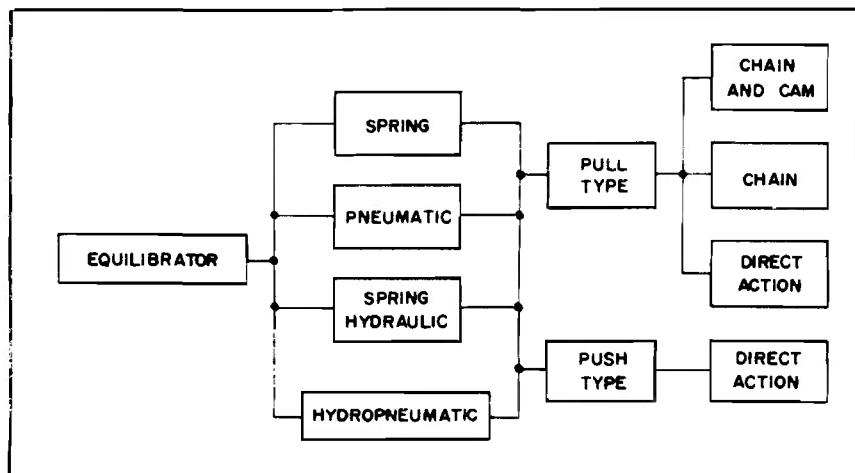 EQUILIBRATOR
SPRING
PNEUMATIC
SPRING
HYDRAULIC
HYDROPNEUMATIC
PULL
TYPE
PUSH
TYPE
CHAIN
AND CAM
CHAIN
DIRECT
ACTION
DIRECT
ACTION